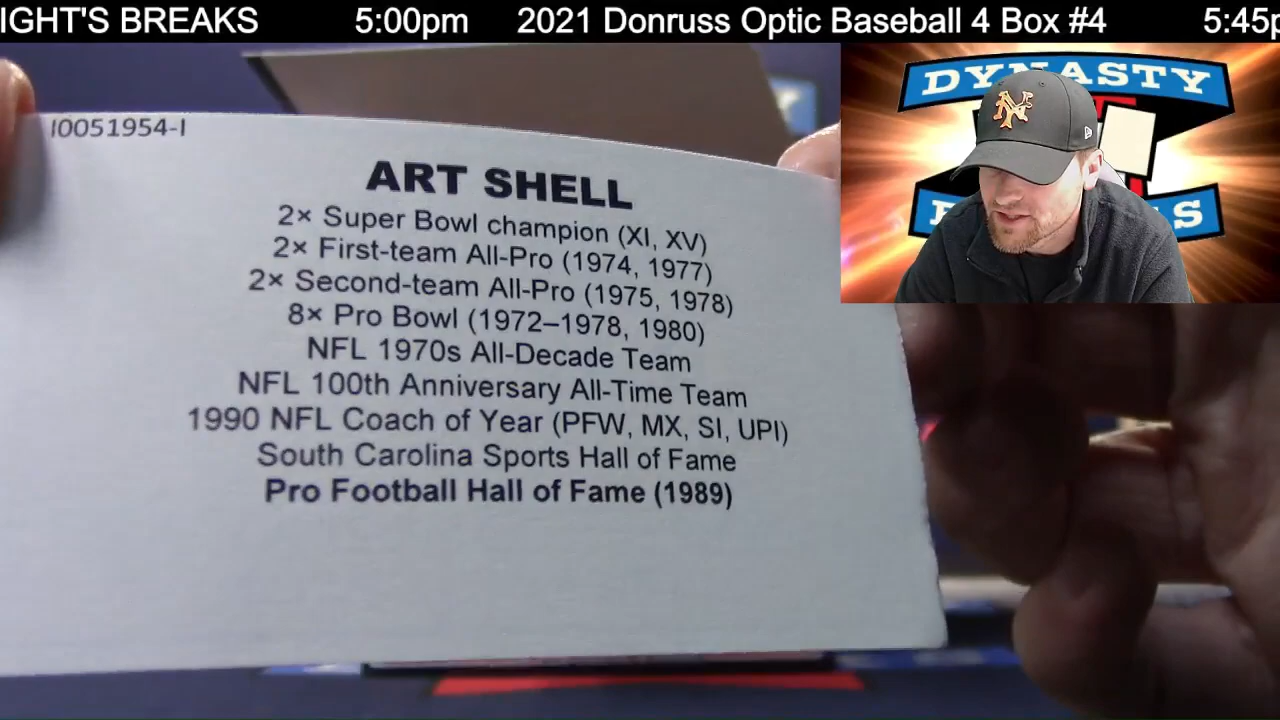 IGHT'S BREAKS 5:00pm 2021 Donruss Optic Baseball 4 Box #4 5:45p
DYNASTY
S
NY
I0051954-I
ART SHELL
2× Super Bowl champion (XI, XV)
2× First-team All-Pro (1974, 1977)
2× Second-team All-Pro (1975, 1978)
8× Pro Bowl (1972–1978, 1980)
NFL 1970s All-Decade Team
NFL 100th Anniversary All-Time Team
1990 NFL Coach of Year (PFW, MX, SI, UPI)
South Carolina Sports Hall of Fame
Pro Football Hall of Fame (1989)